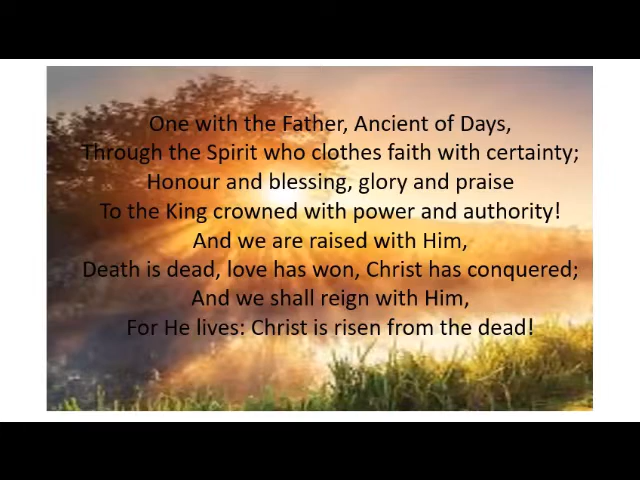 One with the Father, Ancient of Days,
Through the Spirit who clothes faith with certainty;
Honour and blessing, glory and praise
To the King crowned with power and authority!
And we are raised with Him,
Death is dead, love has won, Christ has conquered;
And we shall reign with Him,
For He lives: Christ is risen from the dead!